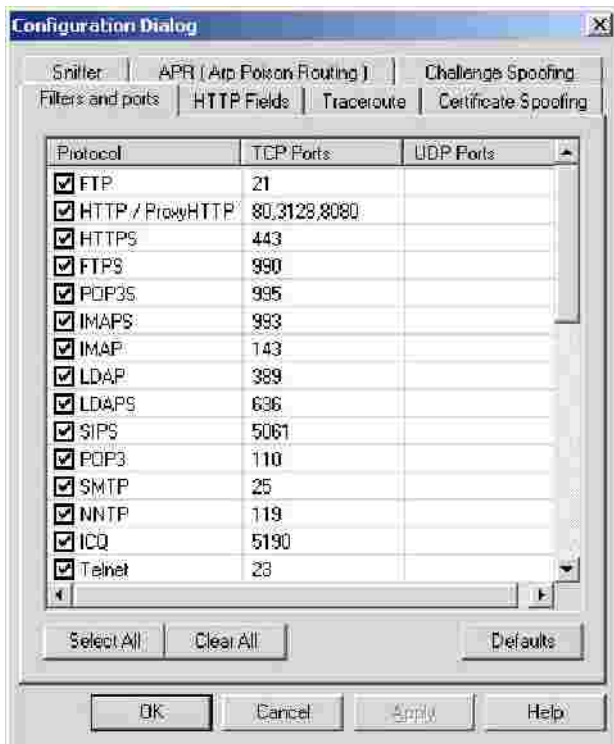 Configuration Dialog
Sniffer APR ( Arp Poison Routing ) Challenge Spoofing
Filters and ports HTTP Fields Traceroute Certificate Spoofing
Protocol TCP Ports UDP Ports
FTP 21
HTTP / ProxyHTTP 80,3128,8080
HTTPS 443
FTPS 990
POP3S 995
IMAPS 993
IMAP 143
LDAP 389
LDAPS 636
SIPS 5061
POP3 110
SMTP 25
NNTP 119
ICQ 5190
Telnet 23
Select All Clear All Defaults
OK Cancel Apply Help